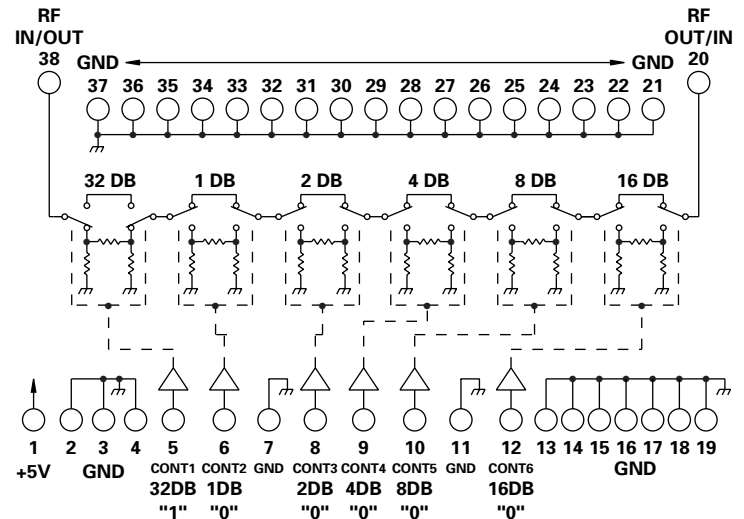 RF IN/OUT 38
RF OUT/IN 20
GND GND
37 36 35 34 33 32 31 30 29 28 27 26 25 24 23 22 21
32 DB 1 DB 2 DB 4 DB 8 DB 16 DB
1 2 3 4 5 6 7 8 9 10 11 12 13 14 15 16 17 18 19
+5V GND CONT1 CONT2 GND CONT3 CONT4 CONT5 GND CONT6 GND
32DB 1DB 2DB 4DB 8DB 16DB
"1" "0" "0" "0" "0" "0"